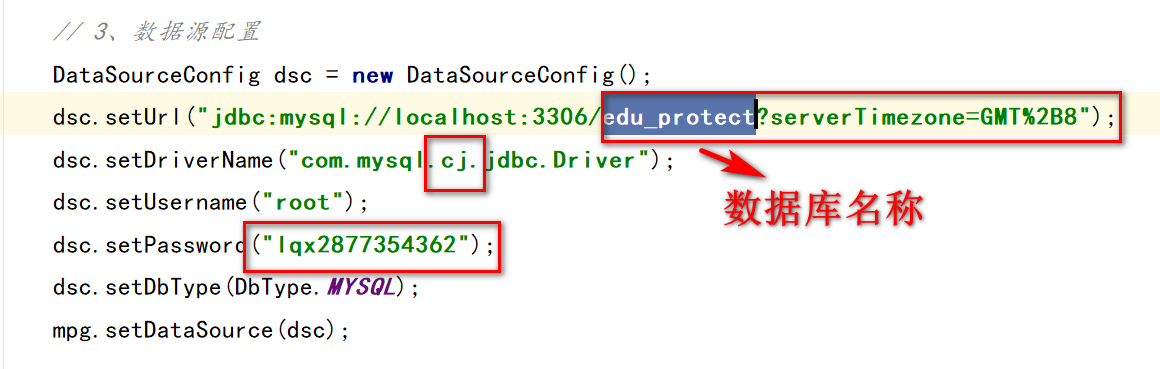 // 3、数据源配置
DataSourceConfig dsc = new DataSourceConfig();
dsc.setUrl("jdbc:mysql://localhost:3306/edu_protect?serverTimezone=GMT%2B8");
dsc.setDriverName("com.mysql.cj.jdbc.Driver");
数据库名称
dsc.setUsername("root");
dsc.setPassword("lqx2877354362");
dsc.setDbType(DbType.MYSQL);
mpg.setDataSource(dsc);